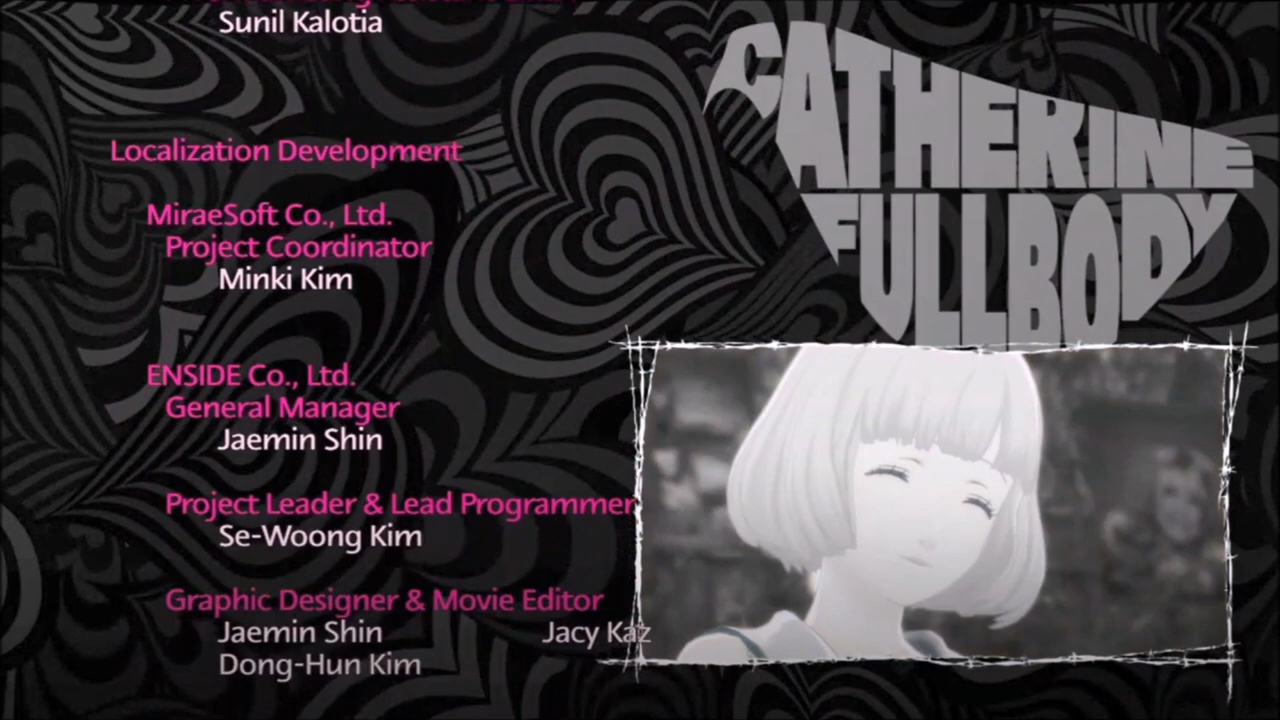 Sunil Kalotia
Localization Development
MiraeSoft Co., Ltd.
Project Coordinator
Minki Kim
ENSIDE Co., Ltd.
General Manager
Jaemin Shin
Project Leader & Lead Programmer
Se-Woong Kim
Graphic Designer & Movie Editor
Jaemin Shin Jacy Kaz
Dong-Hun Kim
CATHERINE
FULLBODY